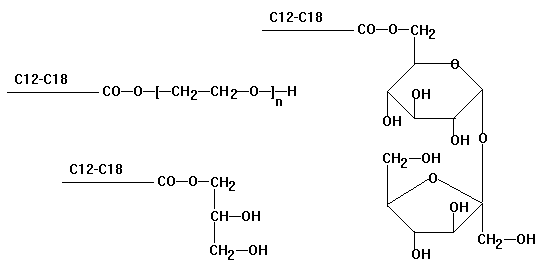 C12-C18
CO-O-CH2
O
OH
OH
OH
O
C12-C18
CO-O-[-CH2-CH2-O-]-H
n
C12-C18
CO-O-CH2
CH-OH
CH2-OH
CH2-OH
O
OH
OH
CH2-OH